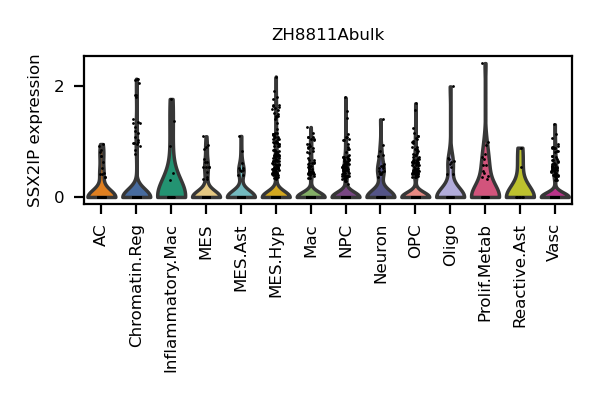 ZH8811Abulk
SSX2IP expression
2
0
AC
Chromatin.Reg
Inflammatory.Mac
MES
MES.Ast
MES.Hyp
Mac
NPC
Neuron
OPC
Oligo
Prolif.Metab
Reactive.Ast
Vasc